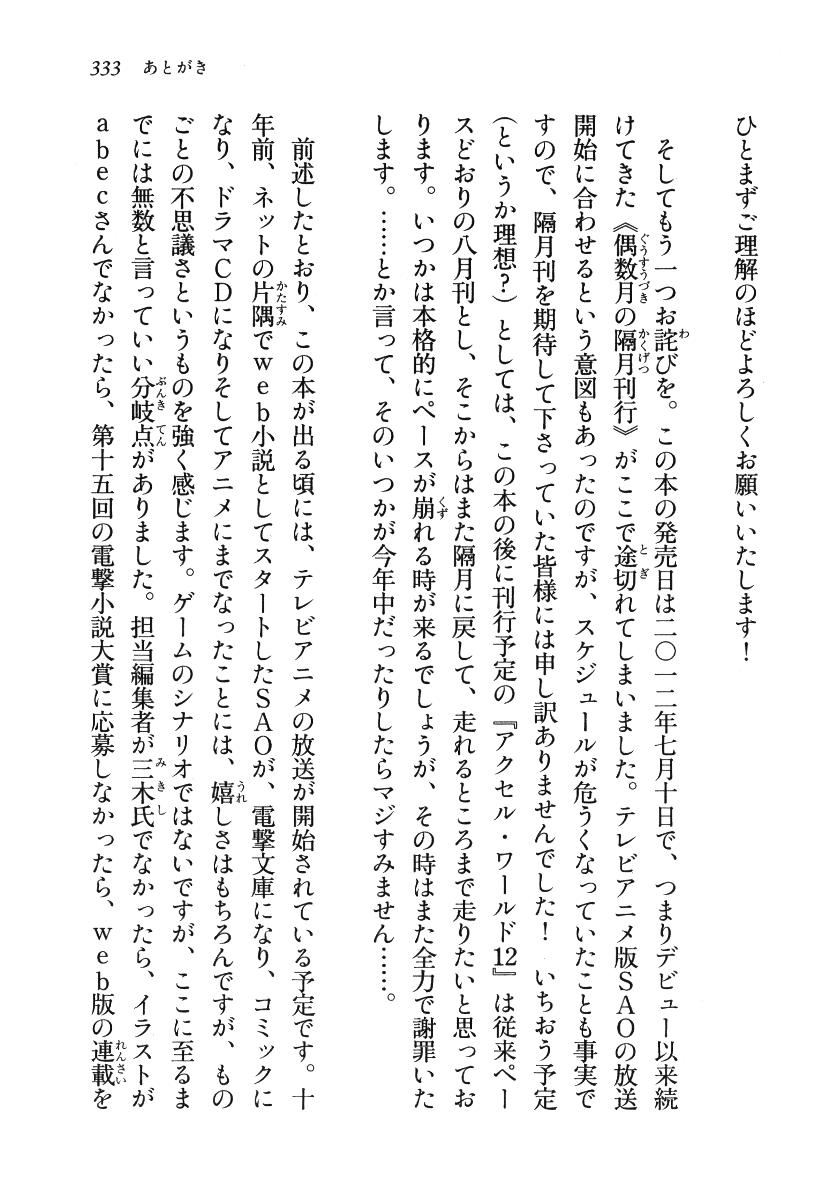 333 あとがき
ひとまずご理解のほどよろしくお願いいたします！
そしてもう一つお詫びを。この本の発売日は二〇一二年七月十日で、つまりデビュー以来続
けてきた《偶数月の隔月刊行》がここで途切れてしまいました。テレビアニメ版ＳＡＯの放送
開始に合わせるという意図もあったのですが、スケジュールが危うくなっていたことも事実で
すので、隔月刊を期待して下さっていた皆様には申し訳ありませんでした！　いちおう予定
（というか理想？）としては、この本の後に刊行予定の『アクセル・ワールド12』は従来ペー
スどおりの八月刊とし、そこからはまた隔月に戻して、走れるところまで走りたいと思ってお
ります。いつかは本格的にペースが崩れる時が来るでしょうが、その時はまた全力で謝罪いた
します。……とか言って、そのいつかが今年中だったりしたらマジすみません……。
前述したとおり、この本が出る頃には、テレビアニメの放送が開始されている予定です。十
年前、ネットの片隅でｗｅｂ小説としてスタートしたＳＡＯが、電撃文庫になり、コミックに
なり、ドラマＣＤになりそしてアニメにまでなったことには、嬉しさはもちろんですが、もの
ごとの不思議さというものを強く感じます。ゲームのシナリオではないですが、ここに至るま
でには無数と言っていい分岐点がありました。担当編集者が三木氏でなかったら、イラストが
ａｂｅｃさんでなかったら、第十五回の電撃小説大賞に応募しなかったら、ｗｅｂ版の連載を